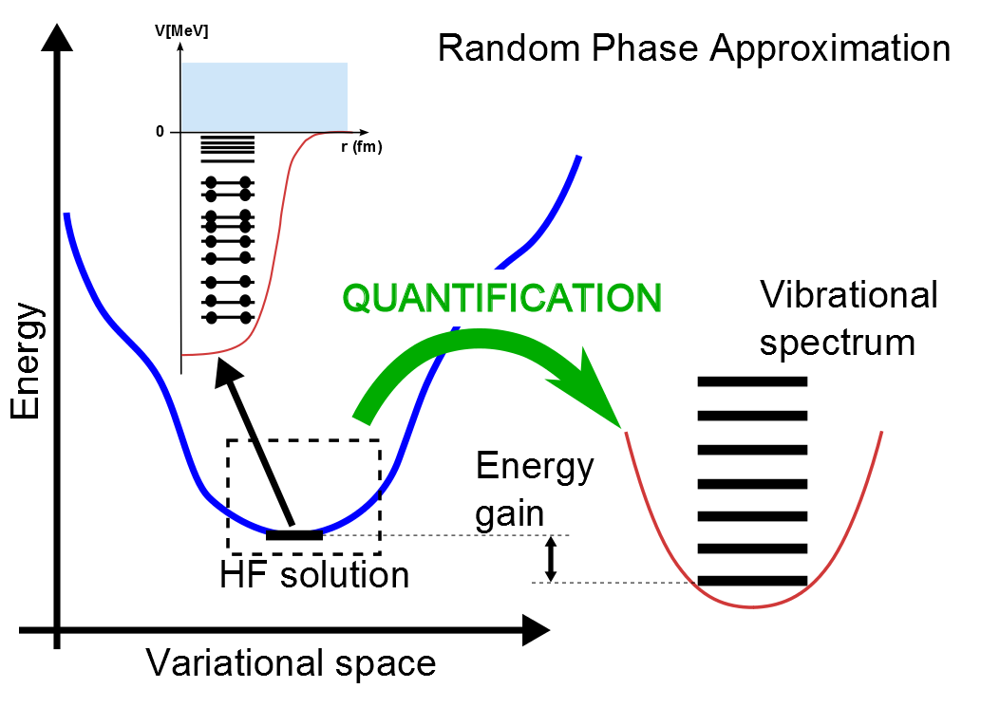 V[MeV]
Random Phase Approximation
0
r (fm)
QUANTIFICATION
Vibrational
spectrum
Energy
Energy
gain
HF solution
Variational space